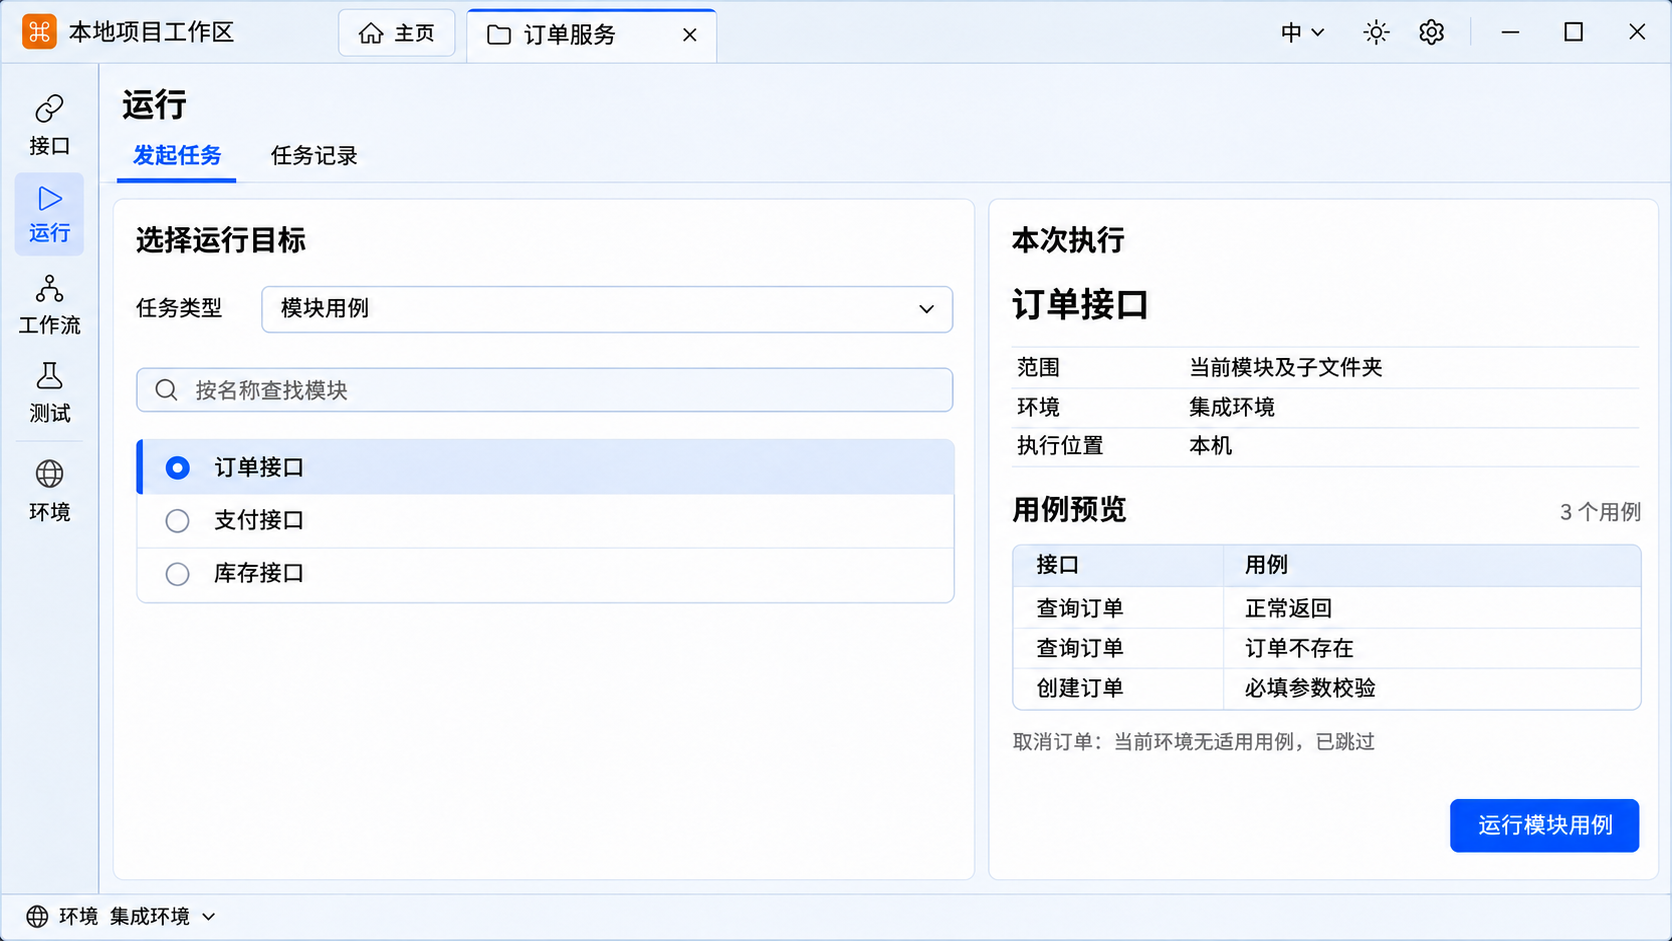 本地项目工作区
主页
订单服务
中
接口
运行
工作流
测试
环境
运行
发起任务
任务记录
选择运行目标
任务类型
模块用例
按名称查找模块
订单接口
支付接口
库存接口
本次执行
订单接口
范围 当前模块及子文件夹
环境 集成环境
执行位置 本机
用例预览 3 个用例
接口 用例
查询订单 正常返回
查询订单 订单不存在
创建订单 必填参数校验
取消订单：当前环境无适用用例，已跳过
运行模块用例
环境 集成环境